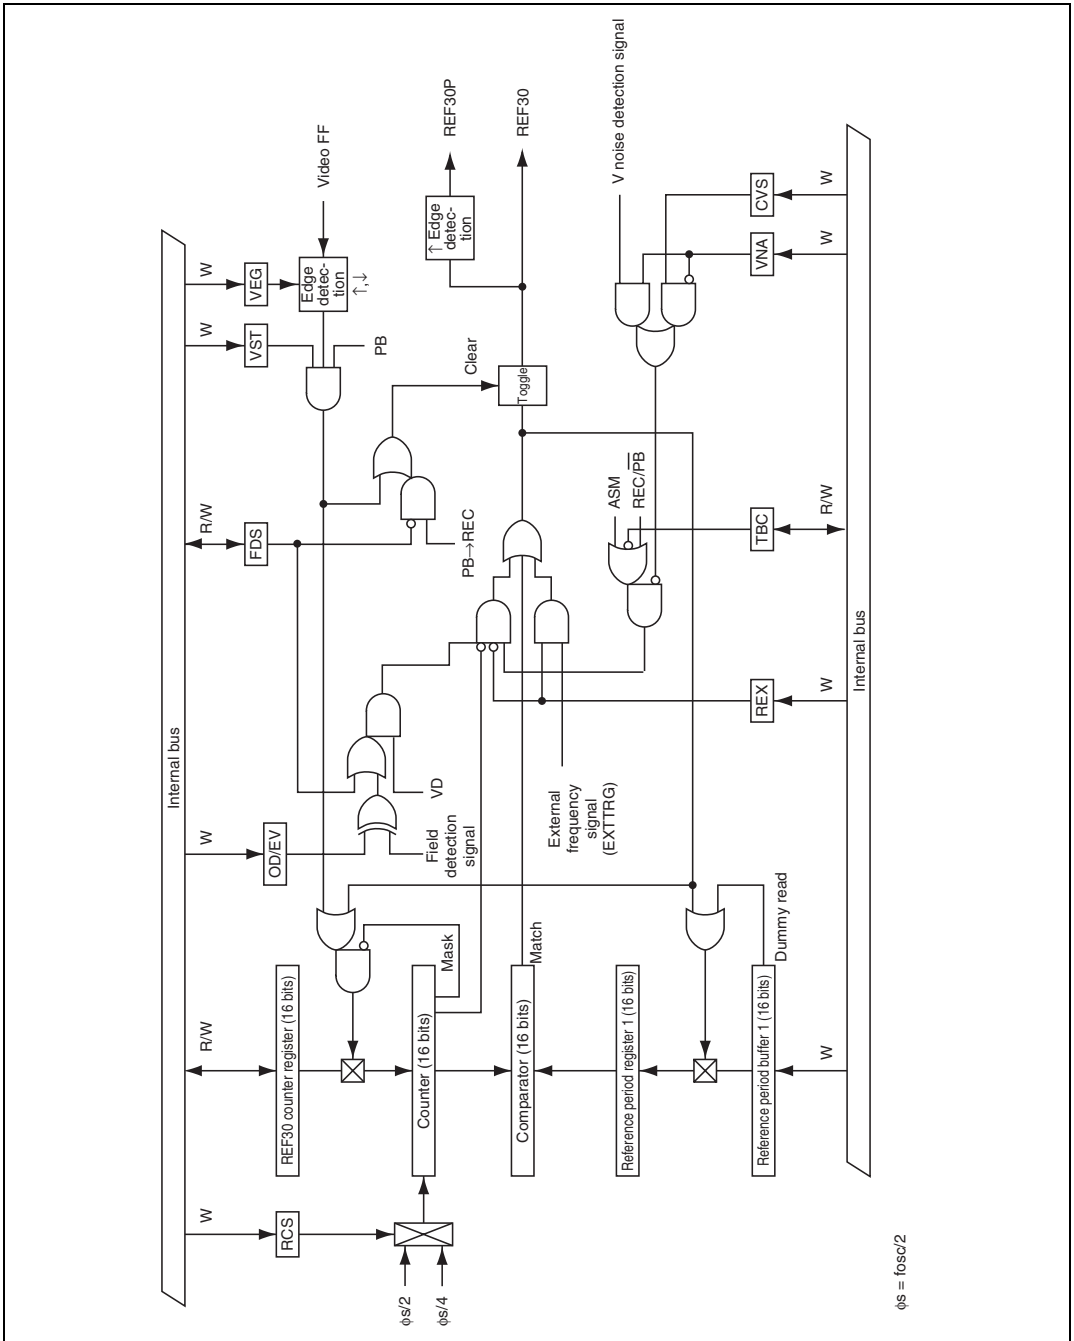 Internal bus
W
RCS
φs/2
φs/4
R/W
REF30 counter register (16 bits)
Counter (16 bits)
Mask
Comparator (16 bits)
Match
Reference period register 1 (16 bits)
Reference period buffer 1 (16 bits)
Dummy read
W
W
OD/EV
Field
detection
signal
VD
External
frequency
signal
(EXTTRG)
REX
W
R/W
FDS
PB→REC
ASM
REC/P̅B̅
TBC
R/W
W
VST
PB
W
VEG
Edge
detec-
tion
↑,↓
Video FF
Clear
Toggle
↑ Edge
detec-
tion
REF30P
REF30
V noise detection signal
VNA
W
CVS
W
Internal bus
φs = fosc/2